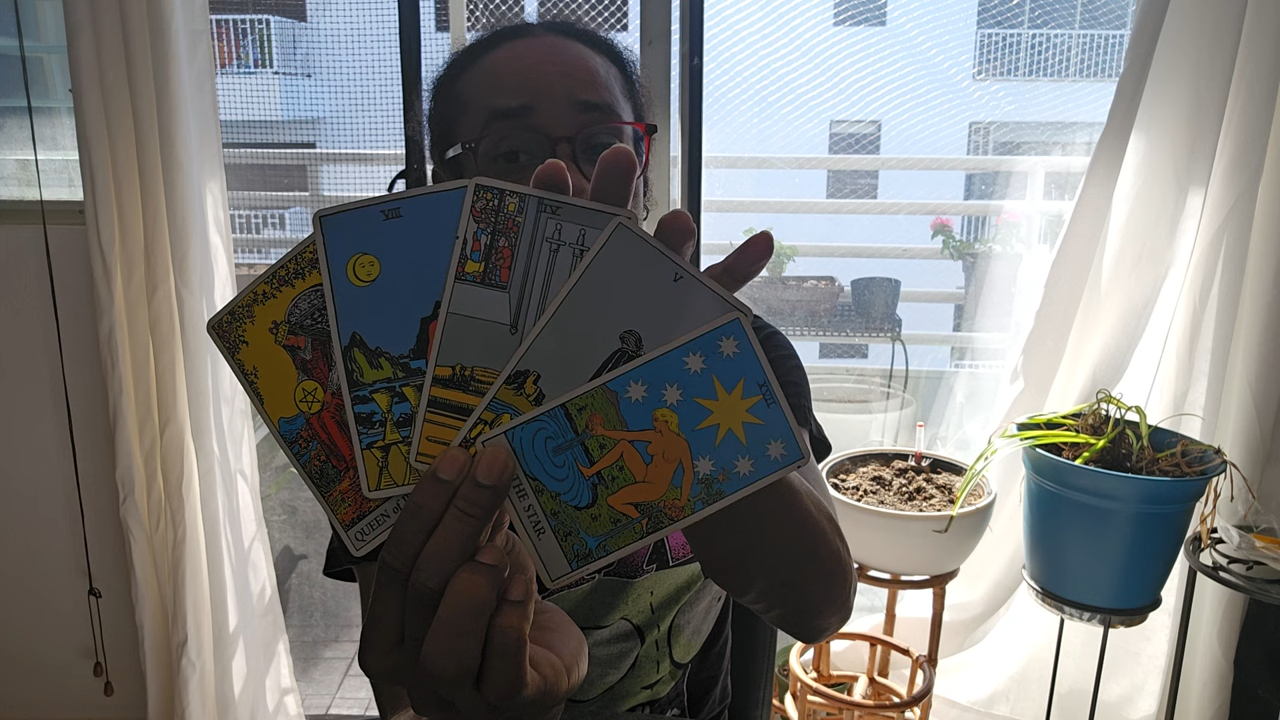 QUEEN of
VIII
IV
V
XVII
THE STAR.